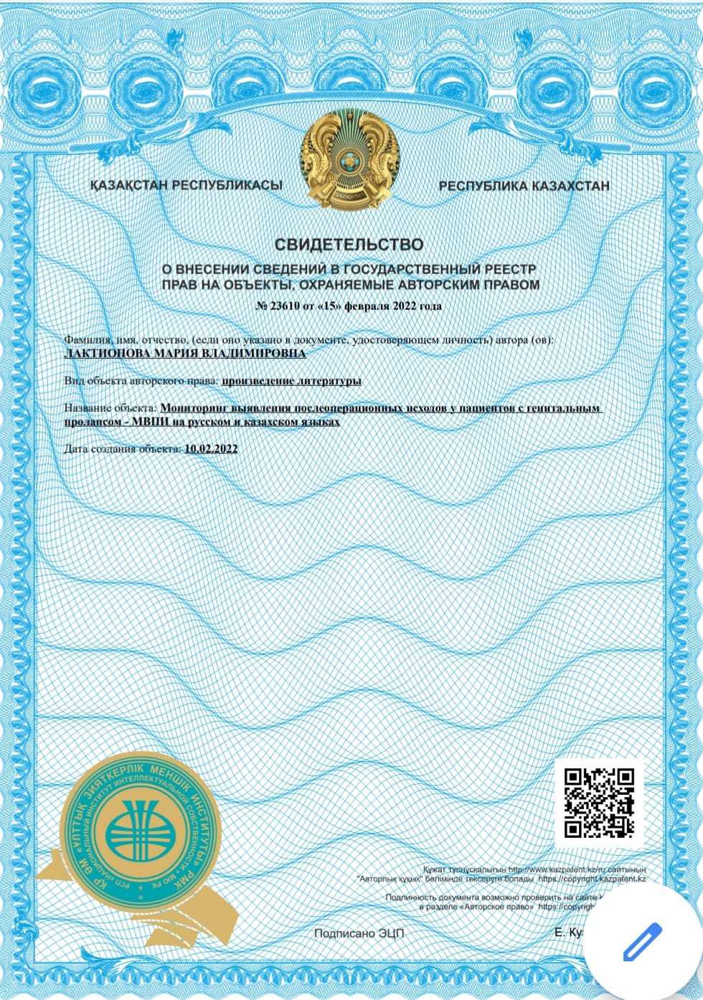 ҚАЗАҚСТАН РЕСПУБЛИКАСЫ
РЕСПУБЛИКА КАЗАХСТАН
QAZAQSTAN
СВИДЕТЕЛЬСТВО
О ВНЕСЕНИИ СВЕДЕНИЙ В ГОСУДАРСТВЕННЫЙ РЕЕСТР
ПРАВ НА ОБЪЕКТЫ, ОХРАНЯЕМЫЕ АВТОРСКИМ ПРАВОМ
№ 23610 от «15» февраля 2022 года
Фамилия, имя, отчество, (если оно указано в документе, удостоверяющем личность) автора (ов):
ЛАКТИОНОВА МАРИЯ ВЛАДИМИРОВНА
Вид объекта авторского права: произведение литературы
Название объекта: Мониторинг выявления послеоперационных исходов у пациентов с генитальным
пролапсом - МВПИ на русском и казахском языках
Дата создания объекта: 10.02.2022
ҚР ӘМ «ҰЛТТЫҚ ЗИЯТКЕРЛІК МЕНШІК ИНСТИТУТЫ» РМК
РГП «НАЦИОНАЛЬНЫЙ ИНСТИТУТ ИНТЕЛЛЕКТУАЛЬНОЙ СОБСТВЕННОСТИ» МЮ РК
Құжат түпнұсқалығын http://www.kazpatent.kz/ru сайтының
"Авторлық құқық" бөлімінде тексеруге болады https://copyright.kazpatent.kz
Подлинность документа возможно проверить на сайте
в разделе «Авторское право» https://copyrigh
Подписано ЭЦП
Е. Ку